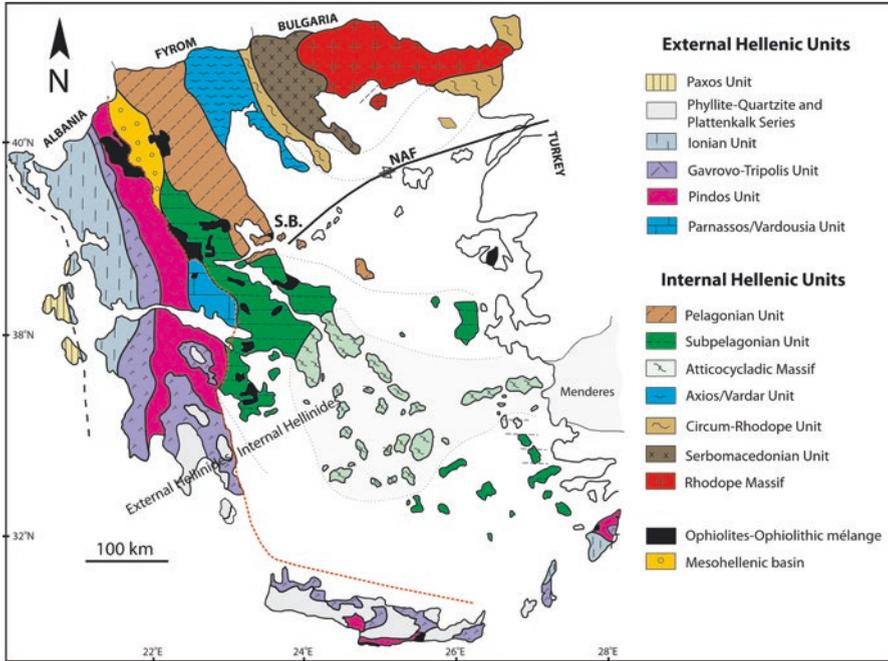 BULGARIA
FYROM
N
ALBANIA
40°N
NAF
TURKEY
S.B.
38°N
Menderes
External Hellinides
Internal Hellinides
32°N
100 km
22°E
24°E
26°E
28°E
External Hellenic Units
Paxos Unit
Phyllite-Quartzite and
Plattenkalk Series
Ionian Unit
Gavrovo-Tripolis Unit
Pindos Unit
Parnassos/Vardousia Unit
Internal Hellenic Units
Pelagonian Unit
Subpelagonian Unit
Atticocycladic Massif
Axios/Vardar Unit
Circum-Rhodope Unit
Serbomacedonian Unit
Rhodope Massif
Ophiolites-Ophiolithic mélange
Mesohellenic basin